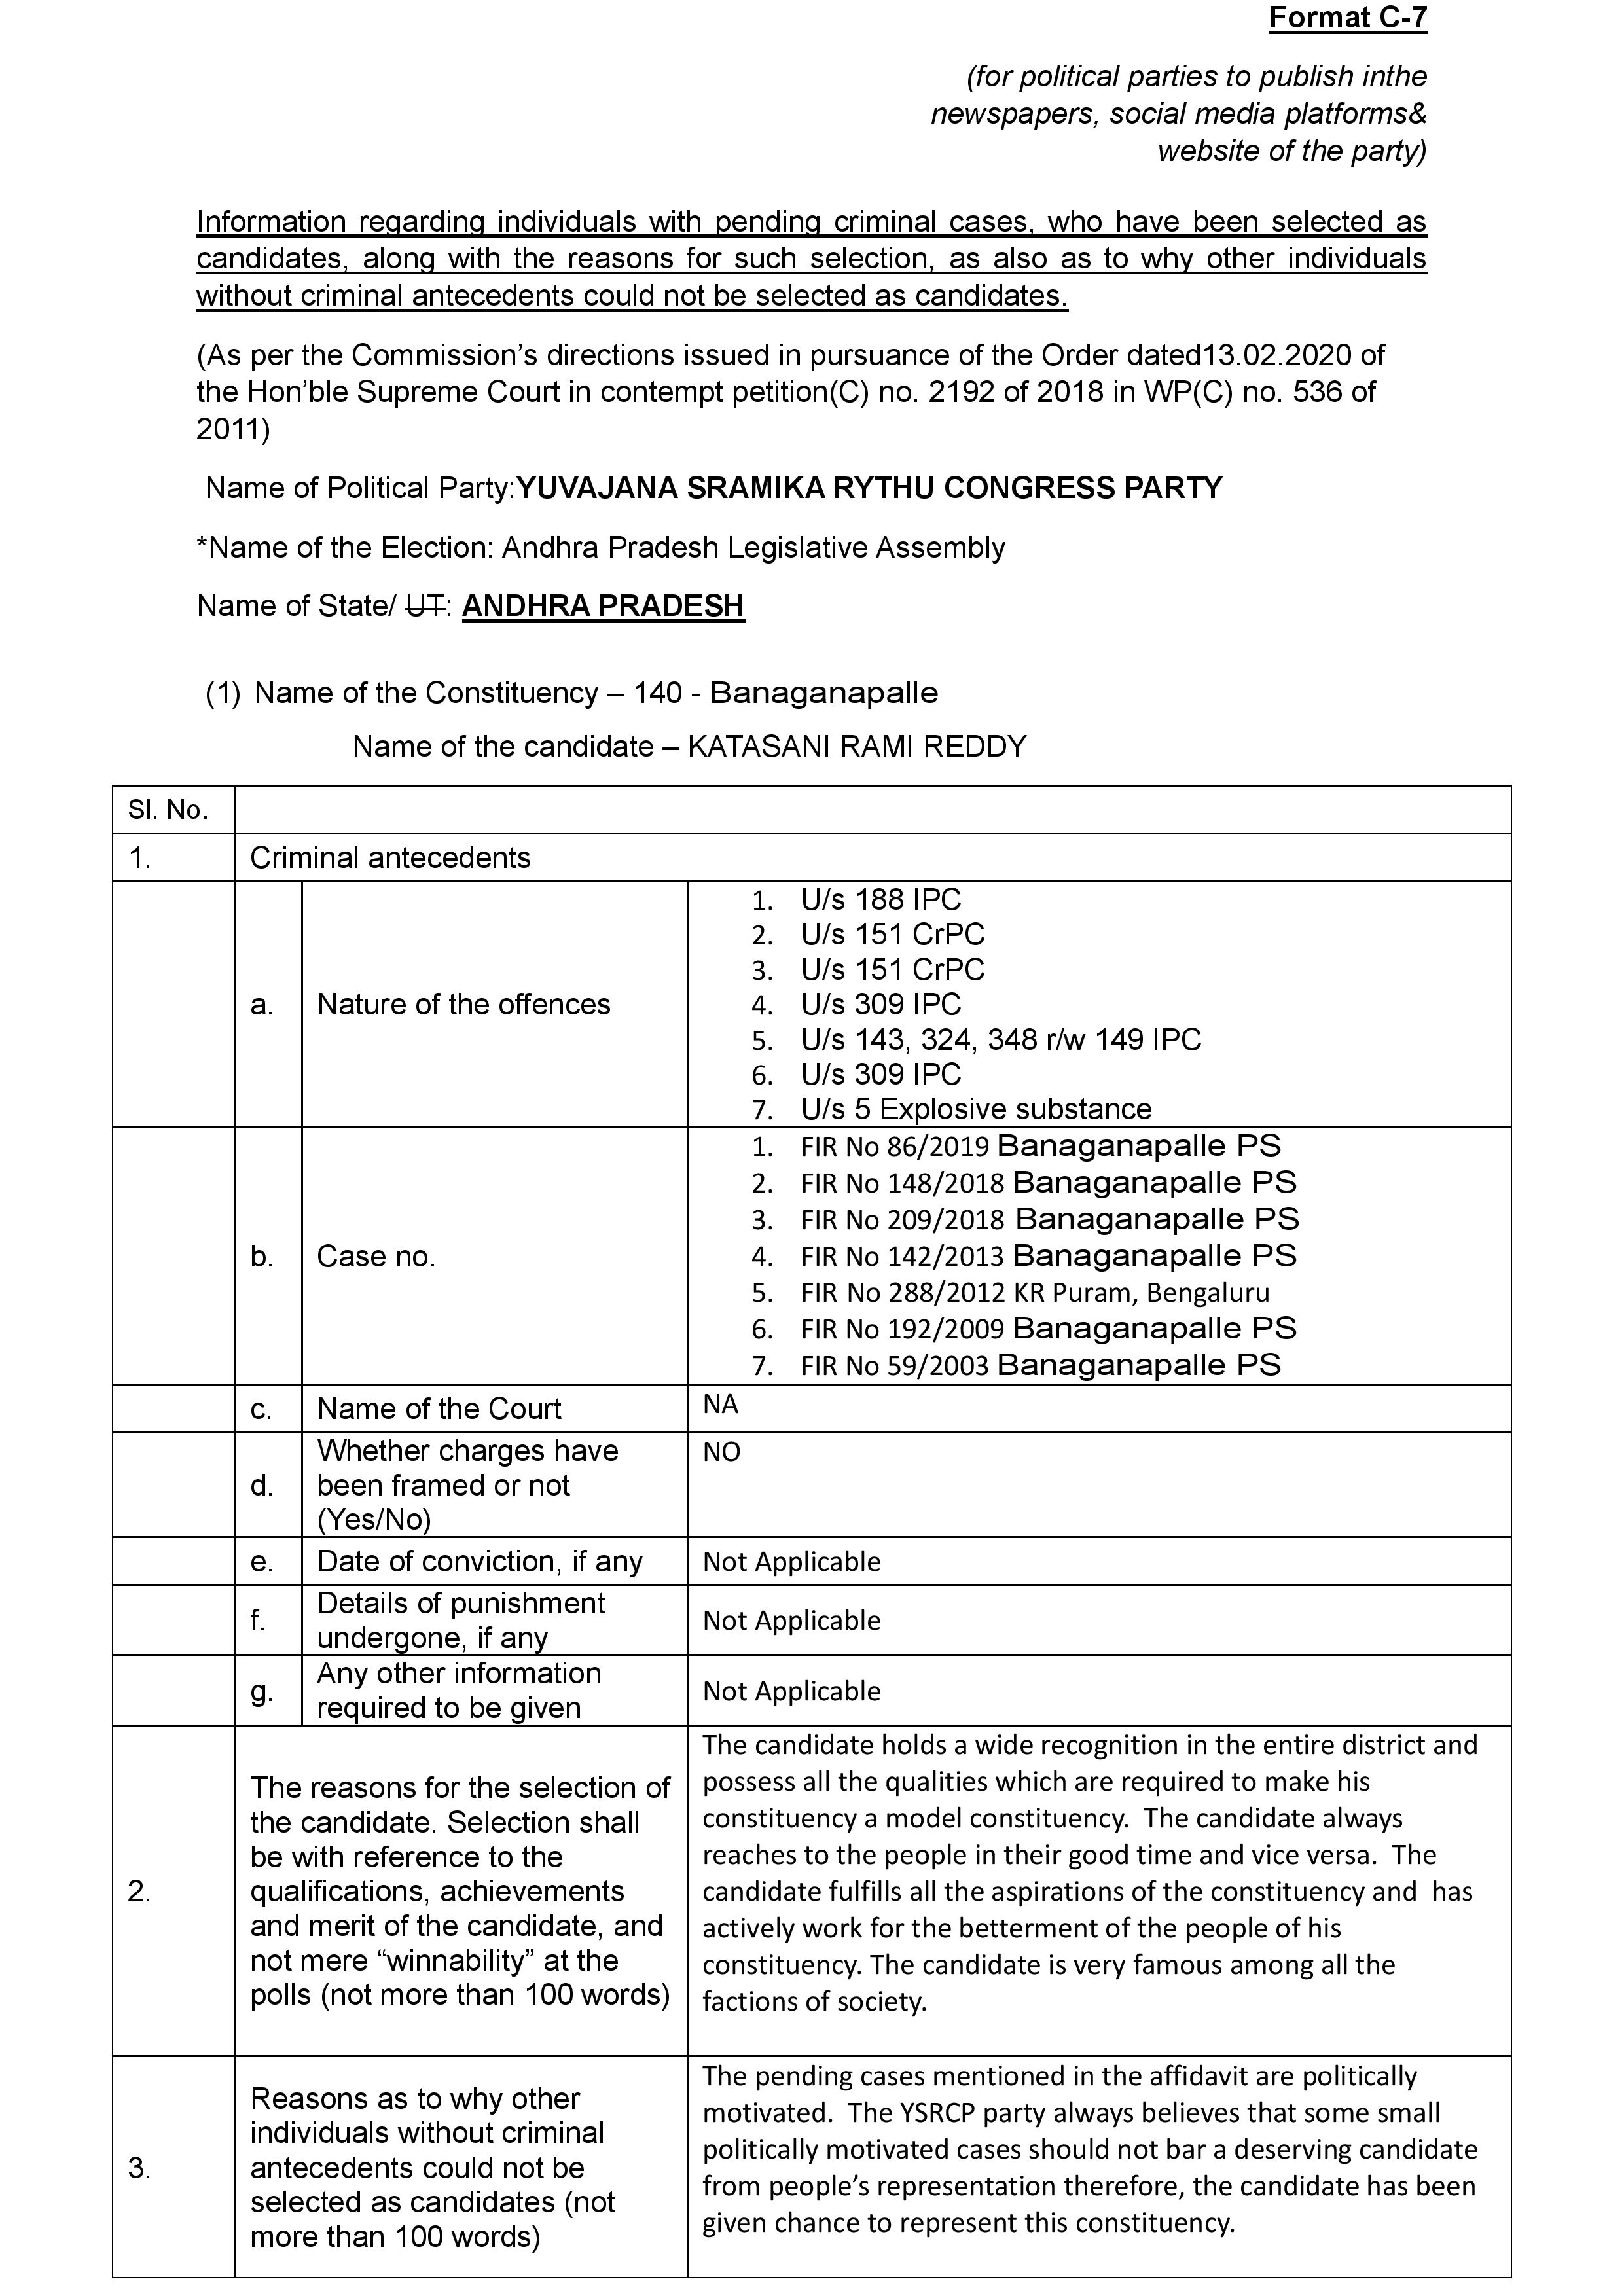 Format C-7
(for political parties to publish inthe
newspapers, social media platforms&
website of the party)
Information regarding individuals with pending criminal cases, who have been selected as
candidates, along with the reasons for such selection, as also as to why other individuals
without criminal antecedents could not be selected as candidates.
(As per the Commission’s directions issued in pursuance of the Order dated13.02.2020 of
the Hon’ble Supreme Court in contempt petition(C) no. 2192 of 2018 in WP(C) no. 536 of
2011)
Name of Political Party:YUVAJANA SRAMIKA RYTHU CONGRESS PARTY
*Name of the Election: Andhra Pradesh Legislative Assembly
Name of State/ UT: ANDHRA PRADESH
(1) Name of the Constituency – 140 - Banaganapalle
Name of the candidate – KATASANI RAMI REDDY
Sl. No.
1. Criminal antecedents
a. Nature of the offences
1. U/s 188 IPC
2. U/s 151 CrPC
3. U/s 151 CrPC
4. U/s 309 IPC
5. U/s 143, 324, 348 r/w 149 IPC
6. U/s 309 IPC
7. U/s 5 Explosive substance
b. Case no.
1. FIR No 86/2019 Banaganapalle PS
2. FIR No 148/2018 Banaganapalle PS
3. FIR No 209/2018 Banaganapalle PS
4. FIR No 142/2013 Banaganapalle PS
5. FIR No 288/2012 KR Puram, Bengaluru
6. FIR No 192/2009 Banaganapalle PS
7. FIR No 59/2003 Banaganapalle PS
c. Name of the Court
NA
d. Whether charges have
been framed or not
(Yes/No)
NO
e. Date of conviction, if any
Not Applicable
f. Details of punishment
undergone, if any
Not Applicable
g. Any other information
required to be given
Not Applicable
2.
The reasons for the selection of
the candidate. Selection shall
be with reference to the
qualifications, achievements
and merit of the candidate, and
not mere “winnability” at the
polls (not more than 100 words)
The candidate holds a wide recognition in the entire district and
possess all the qualities which are required to make his
constituency a model constituency. The candidate always
reaches to the people in their good time and vice versa. The
candidate fulfills all the aspirations of the constituency and has
actively work for the betterment of the people of his
constituency. The candidate is very famous among all the
factions of society.
3.
Reasons as to why other
individuals without criminal
antecedents could not be
selected as candidates (not
more than 100 words)
The pending cases mentioned in the affidavit are politically
motivated. The YSRCP party always believes that some small
politically motivated cases should not bar a deserving candidate
from people’s representation therefore, the candidate has been
given chance to represent this constituency.